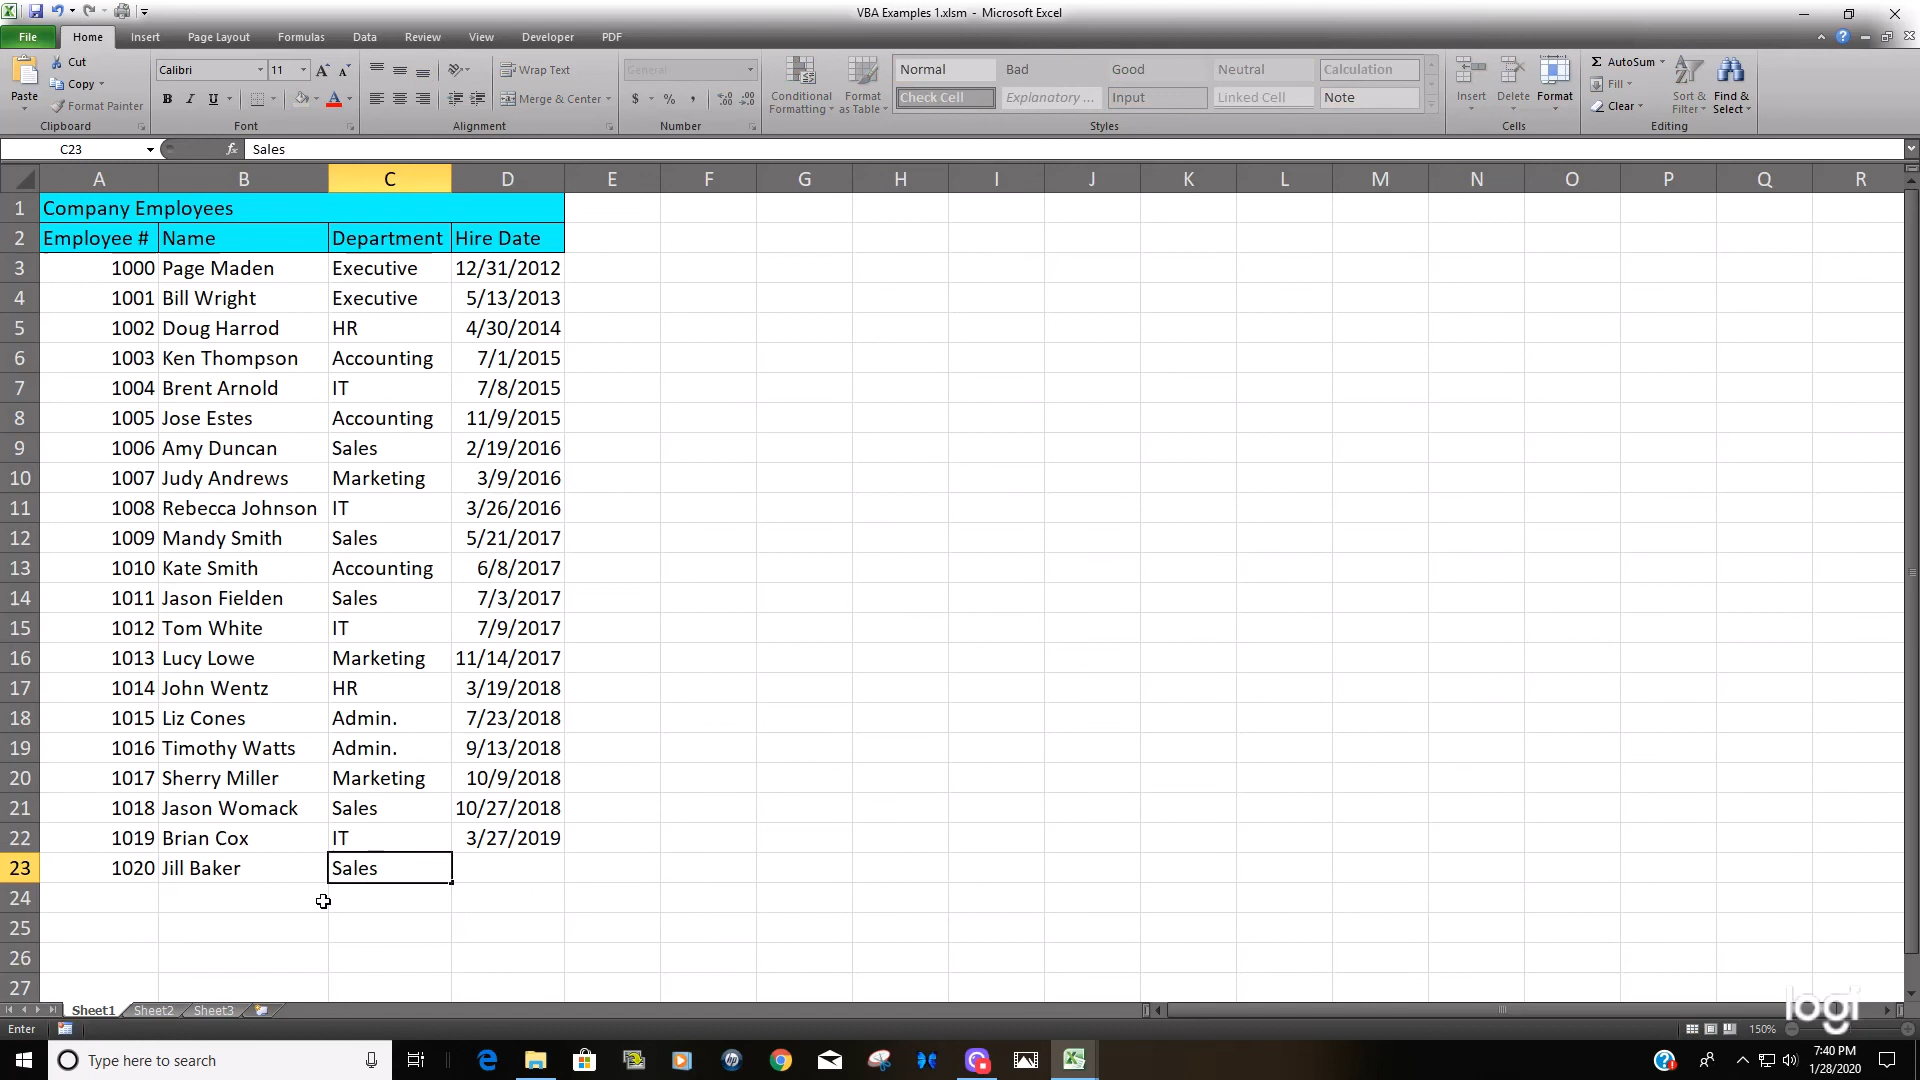 VBA Examples 1.xlsm - Microsoft Excel
File Home Insert Page Layout Formulas Data Review View Developer PDF
Paste
Cut
Copy
Format Painter
Clipboard
Calibri 11
B I U A
Font
Wrap Text
Merge & Center
Alignment
General
$ % ,
Number
Conditional Formatting
Format as Table
Normal Bad Good Neutral Calculation
Check Cell Explanatory ... Input Linked Cell Note
Styles
Insert Delete Format
Cells
Σ AutoSum
Fill
Clear
Sort & Filter
Find & Select
Editing
C23 fx Sales
A B C D E F G H I J K L M N O P Q R
1 Company Employees
2 Employee # Name Department Hire Date
3 1000 Page Maden Executive 12/31/2012
4 1001 Bill Wright Executive 5/13/2013
5 1002 Doug Harrod HR 4/30/2014
6 1003 Ken Thompson Accounting 7/1/2015
7 1004 Brent Arnold IT 7/8/2015
8 1005 Jose Estes Accounting 11/9/2015
9 1006 Amy Duncan Sales 2/19/2016
10 1007 Judy Andrews Marketing 3/9/2016
11 1008 Rebecca Johnson IT 3/26/2016
12 1009 Mandy Smith Sales 5/21/2017
13 1010 Kate Smith Accounting 6/8/2017
14 1011 Jason Fielden Sales 7/3/2017
15 1012 Tom White IT 7/9/2017
16 1013 Lucy Lowe Marketing 11/14/2017
17 1014 John Wentz HR 3/19/2018
18 1015 Liz Cones Admin. 7/23/2018
19 1016 Timothy Watts Admin. 9/13/2018
20 1017 Sherry Miller Marketing 10/9/2018
21 1018 Jason Womack Sales 10/27/2018
22 1019 Brian Cox IT 3/27/2019
23 1020 Jill Baker Sales
24
25
26
27
Sheet1 Sheet2 Sheet3
logi
Enter 150%
Type here to search
7:40 PM
1/28/2020